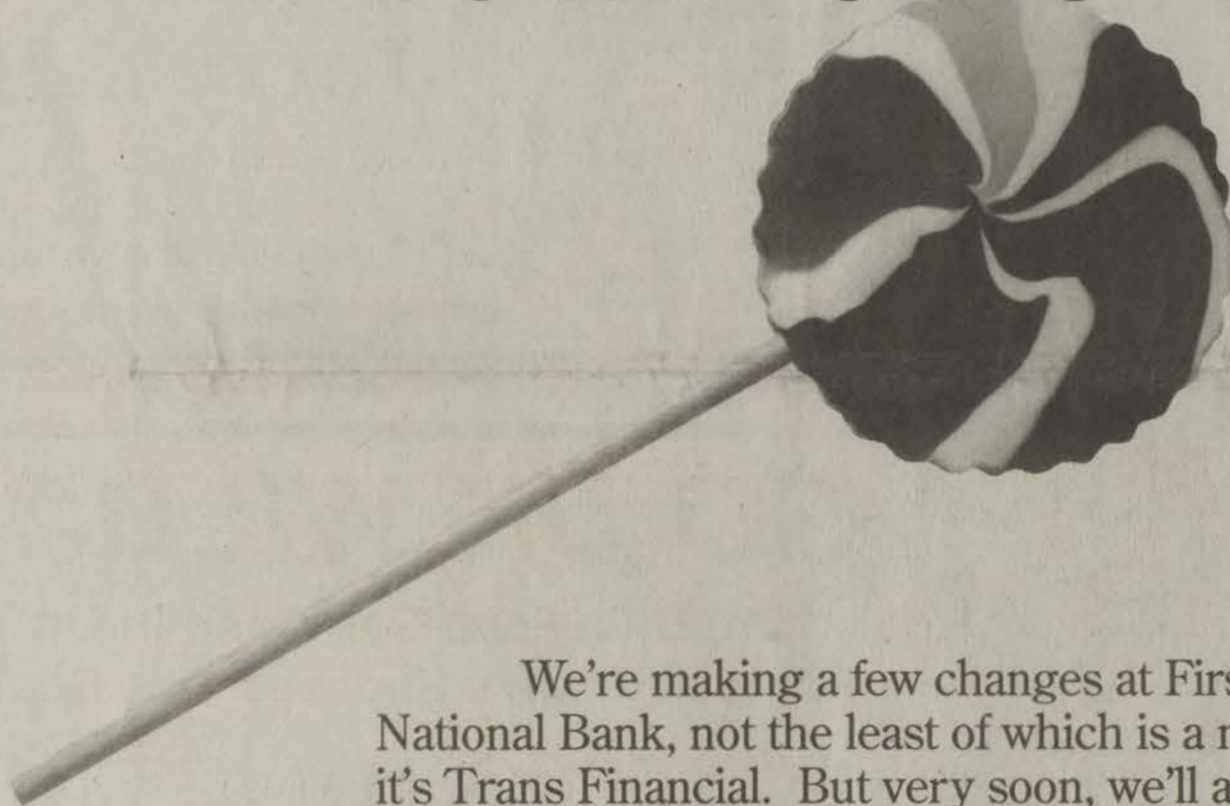 We're making a few changes at
National Bank, not the least of which is a
it's Trans Financial. But very soon, we'll